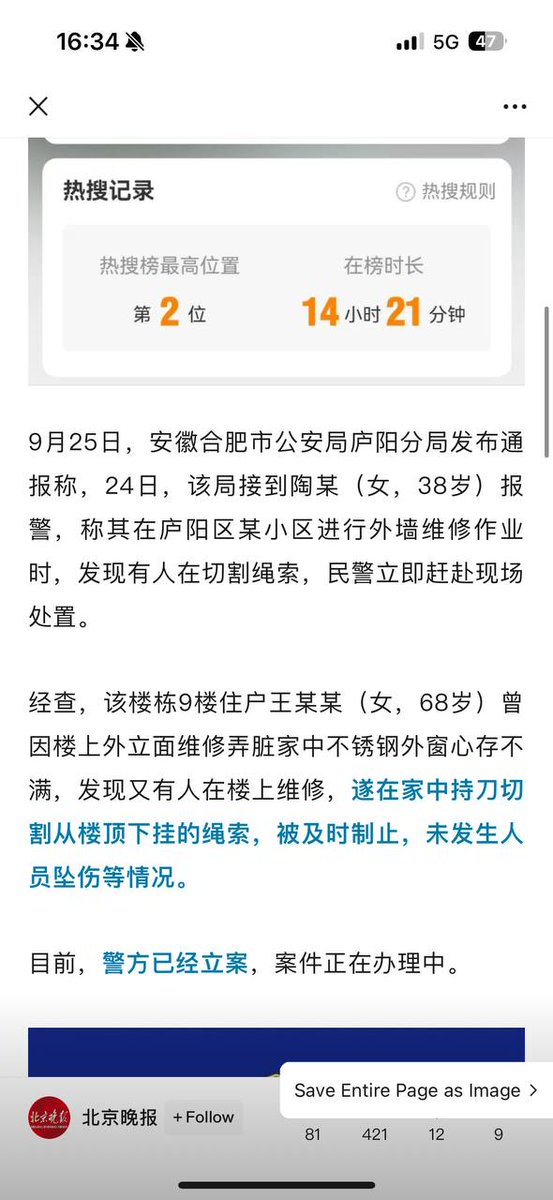 16:34
5G
47
热搜记录
热搜规则
热搜榜最高位置
在榜时长
第 2 位
14 小时 21 分钟
9月25日，安徽合肥市公安局庐阳分局发布通
报称，24日，该局接到陶某（女，38岁）报
警，称其在庐阳区某小区进行外墙维修作业
时，发现有人在切割绳索，民警立即赶赴现场
处置。
经查，该楼栋9楼住户王某某（女，68岁）曾
因楼上外立面维修弄脏家中不锈钢外窗心存不
满，发现又有人在楼上维修，遂在家中持刀切
割从楼顶下挂的绳索，被及时制止，未发生人
员坠伤等情况。
目前，警方已经立案，案件正在办理中。
Save Entire Page as Image
北京晚报
北京晚报
+ Follow
81
421
12
9